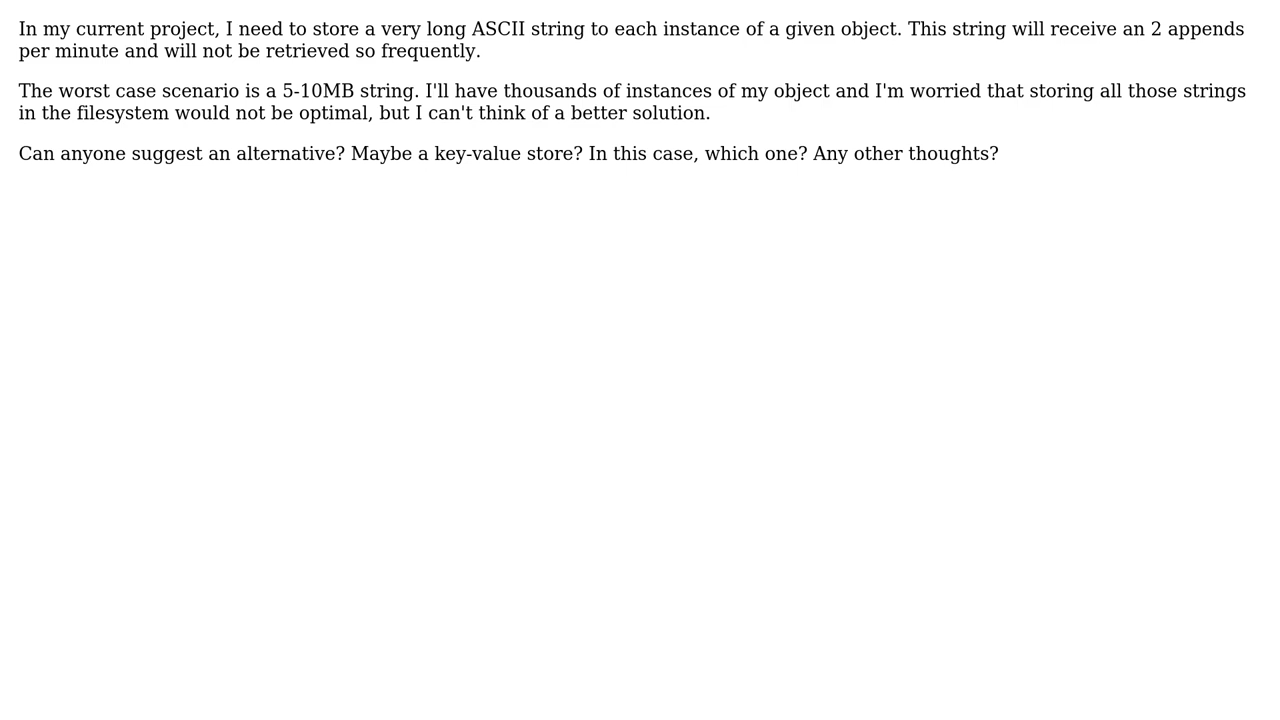 In my current project, I need to store a very long ASCII string to each instance of a given object. This string will receive an 2 appends
per minute and will not be retrieved so frequently.
The worst case scenario is a 5-10MB string. I'll have thousands of instances of my object and I'm worried that storing all those strings
in the filesystem would not be optimal, but I can't think of a better solution.
Can anyone suggest an alternative? Maybe a key-value store? In this case, which one? Any other thoughts?